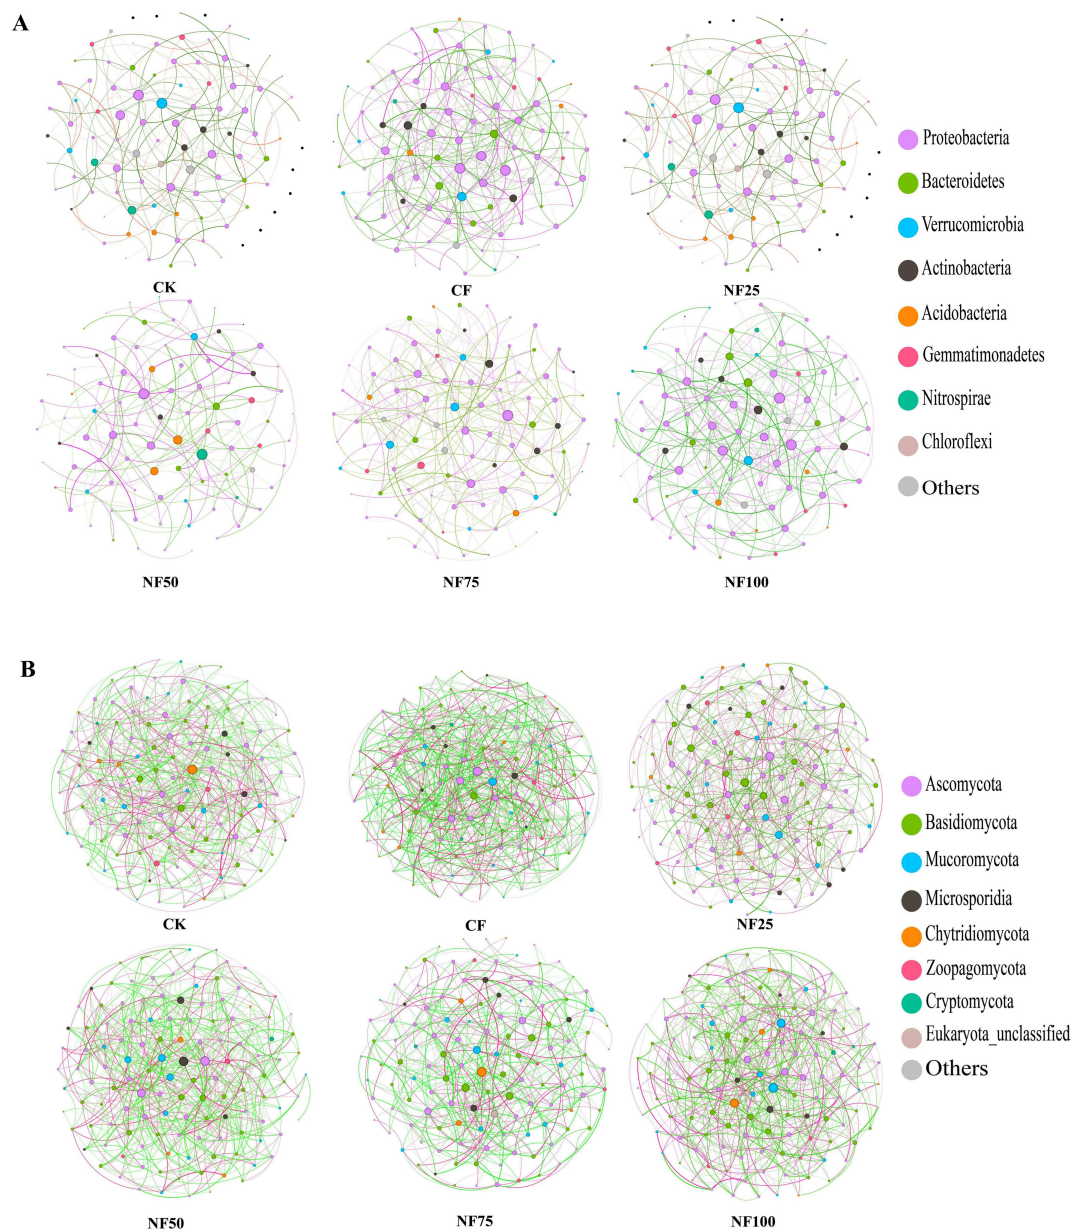 A
Proteobacteria
Bacteroidetes
Verrucomicrobia
Actinobacteria
Acidobacteria
Gemmatimonadetes
Nitrospirae
Chloroflexi
Others
CK
CF
NF25
NF50
NF75
NF100
B
Ascomycota
Basidiomycota
Mucoromycota
Microsporidia
Chytridiomycota
Zoopagomycota
Cryptomycota
Eukaryota_unclassified
Others
CK
CF
NF25
NF50
NF75
NF100